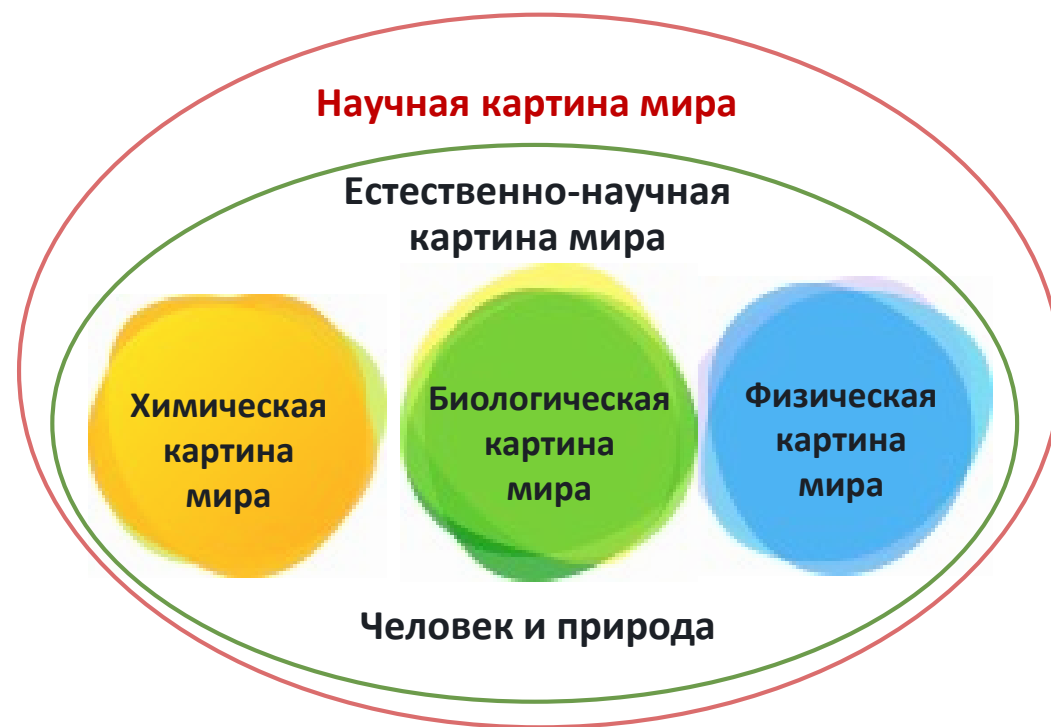 Научная картина мира
Естественно-научная
картина мира
Химическая
картина
мира
Биологическая
картина
мира
Физическая
картина
мира
Человек и природа